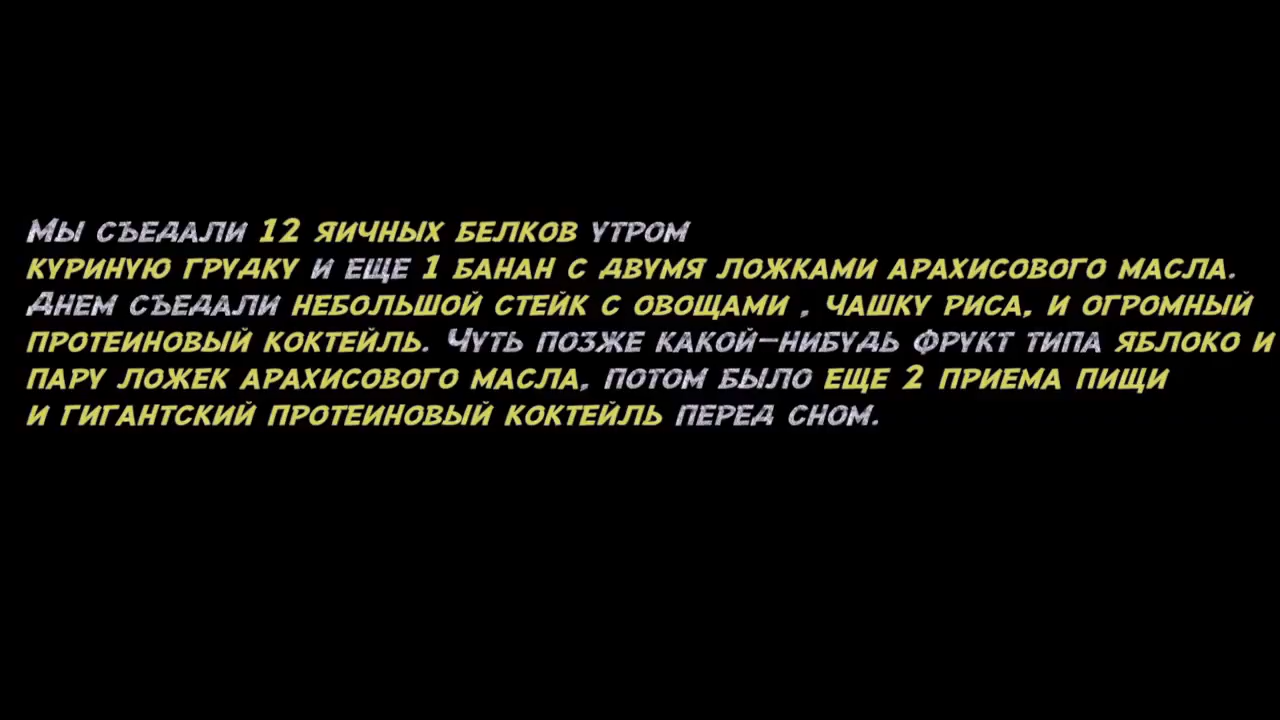 Мы съедали 12 яичных белков утром
куриную грудку и еще 1 банан с двумя ложками арахисового масла.
Днем съедали небольшой стейк с овощами , чашку риса, и огромный
протеиновый коктейль. Чуть позже какой-нибудь фрукт типа яблоко и
пару ложек арахисового масла, потом было еще 2 приема пищи
и гигантский протеиновый коктейль перед сном.